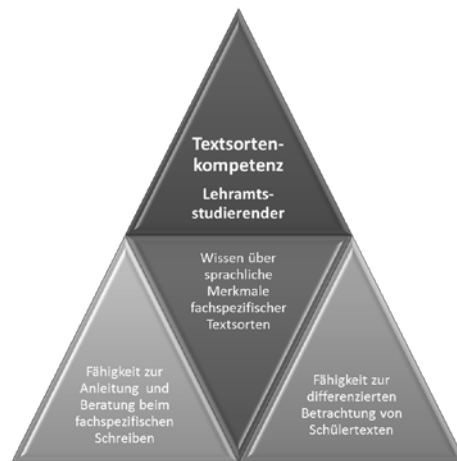 Textsorten-
kompetenz
Lehramts-
studierender
Wissen über
sprachliche
Merkmale
fachspezifischer
Textsorten
Fähigkeit zur
Anleitung und
Beratung beim
fachspezifischen
Schreiben
Fähigkeit zur
differenzierten
Betrachtung von
Schülertexten